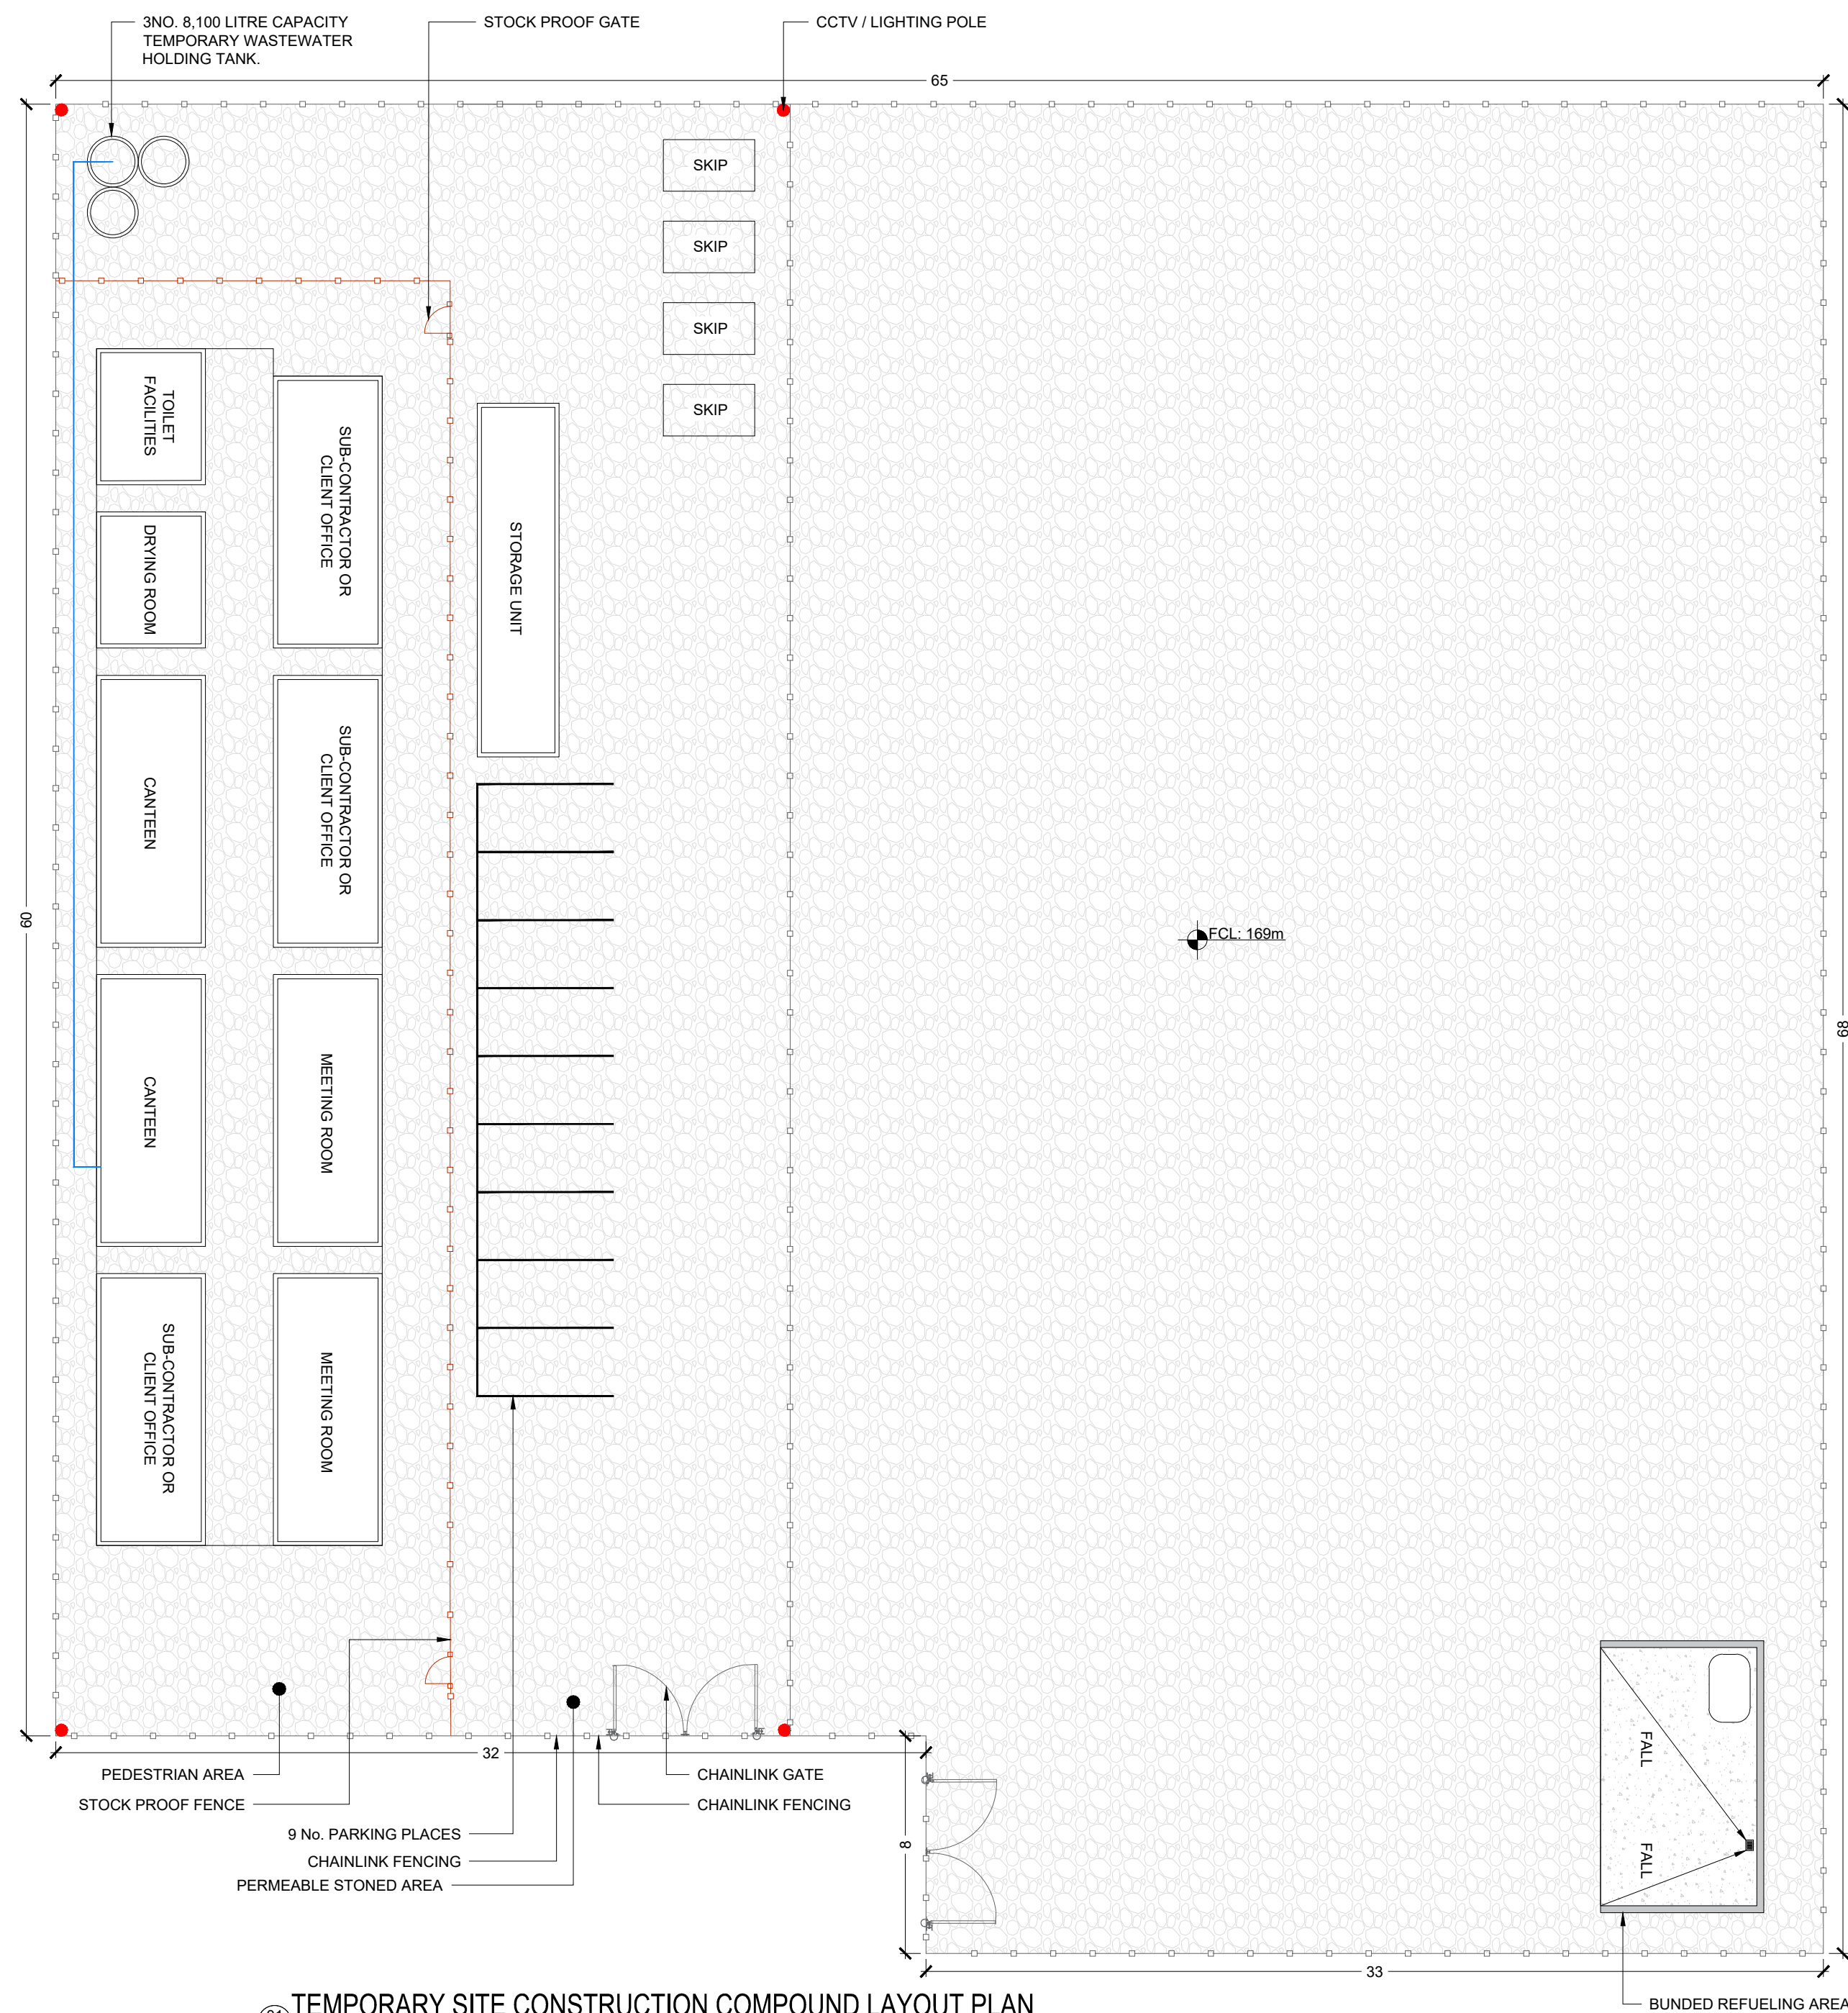 3NO. 8,100 LITRE CAPACITY
TEMPORARY WASTEWATER
HOLDING TANK.
STOCK PROOF GATE
CCTV / LIGHTING POLE
65
60
68
SKIP
SKIP
SKIP
SKIP
TOILET
FACILITIES
SUB-CONTRACTOR OR
CLIENT OFFICE
DRYING ROOM
STORAGE UNIT
CANTEEN
SUB-CONTRACTOR OR
CLIENT OFFICE
FCL: 169m
CANTEEN
MEETING ROOM
SUB-CONTRACTOR OR
CLIENT OFFICE
MEETING ROOM
FALL
FALL
32
8
33
PEDESTRIAN AREA
STOCK PROOF FENCE
9 No. PARKING PLACES
CHAINLINK FENCING
PERMEABLE STONED AREA
CHAINLINK GATE
CHAINLINK FENCING
BUNDED REFUELING AREA
TEMPORARY SITE CONSTRUCTION COMPOUND LAYOUT PLAN